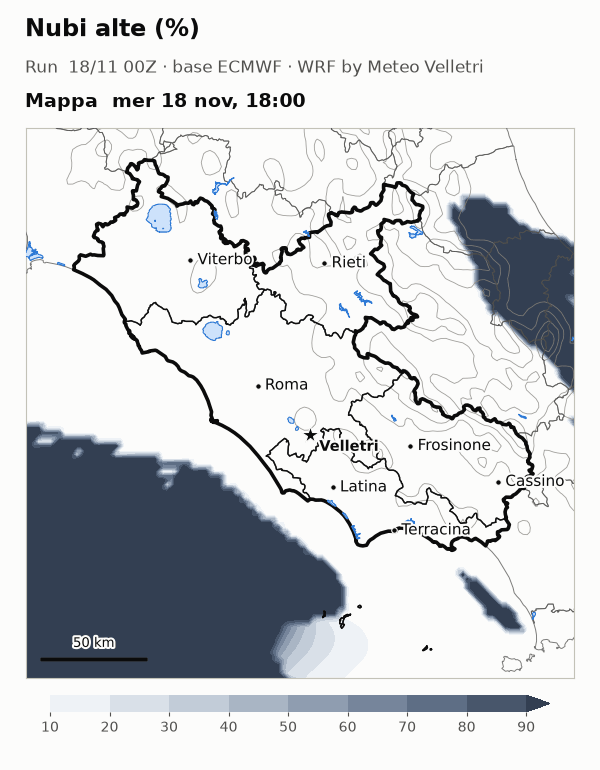 Nubi alte (%)
Run  18/11 00Z · base ECMWF · WRF by Meteo Velletri
Mappa  mer 18 nov, 18:00
Viterbo
Rieti
Roma
Velletri
Frosinone
Latina
Cassino
Terracina
50 km
10 20 30 40 50 60 70 80 90